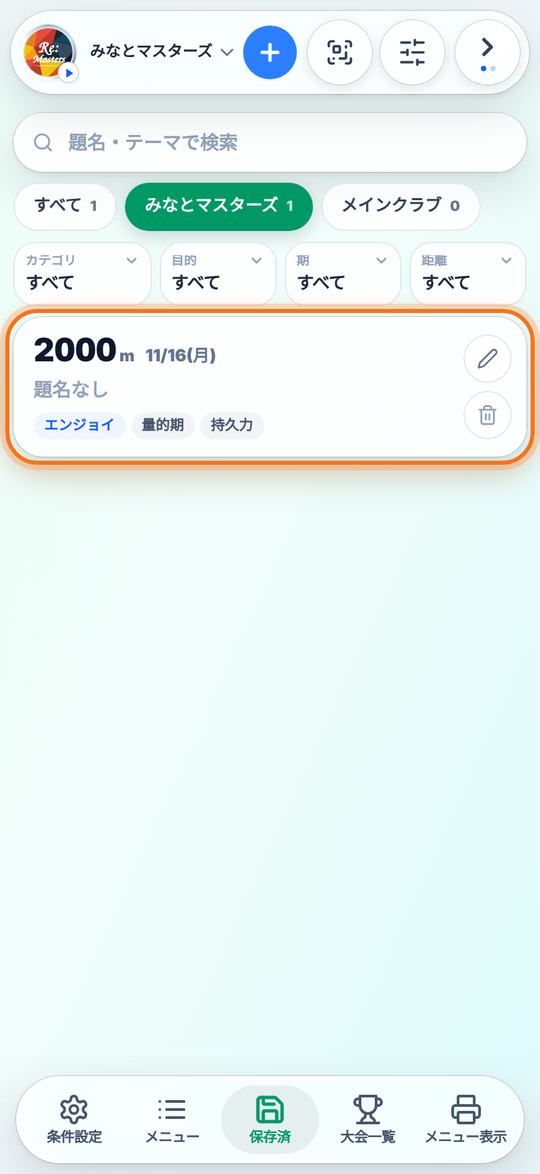 Re:
Masters
みなとマスターズ
題名・テーマで検索
すべて 1
みなとマスターズ 1
メインクラブ 0
カテゴリ
すべて
目的
すべて
期
すべて
距離
すべて
2000m 11/16(月)
題名なし
エンジョイ 量的期 持久力
条件設定
メニュー
保存済
大会一覧
メニュー表示